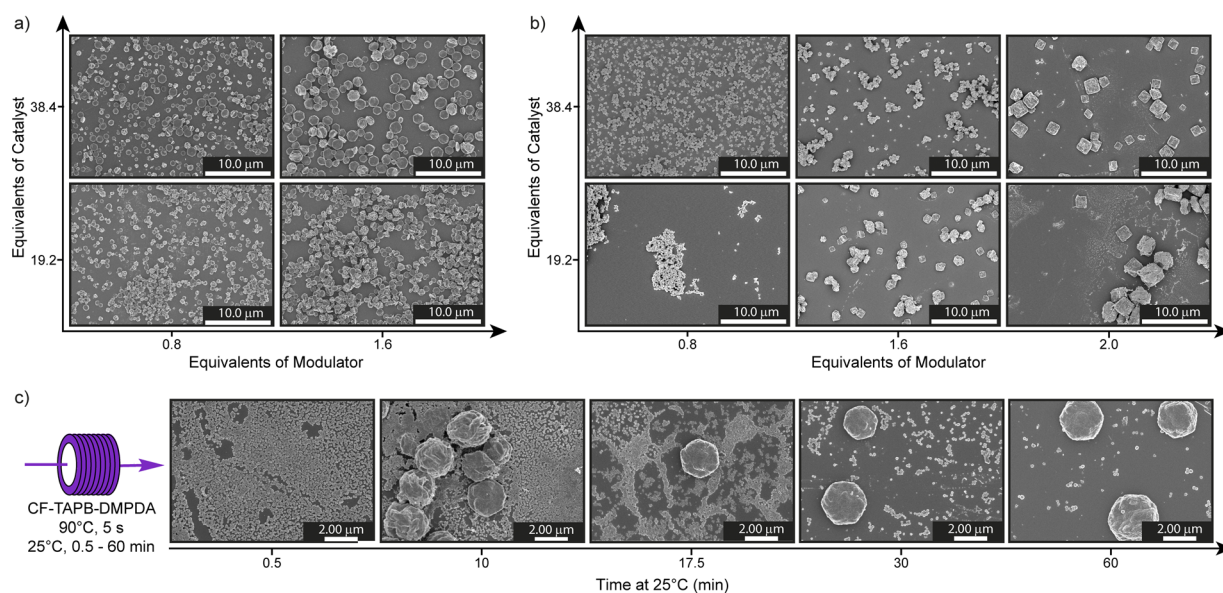 a)
Equivalents of Catalyst
38.4
19.2
10.0 μm
10.0 μm
10.0 μm
10.0 μm
0.8
1.6
Equivalents of Modulator
b)
Equivalents of Catalyst
38.4
19.2
10.0 μm
10.0 μm
10.0 μm
10.0 μm
10.0 μm
10.0 μm
0.8
1.6
2.0
Equivalents of Modulator
c)
CF-TAPB-DMPDA
90°C, 5 s
25°C, 0.5 - 60 min
2.00 μm
2.00 μm
2.00 μm
2.00 μm
2.00 μm
0.5
10
17.5
30
60
Time at 25°C (min)